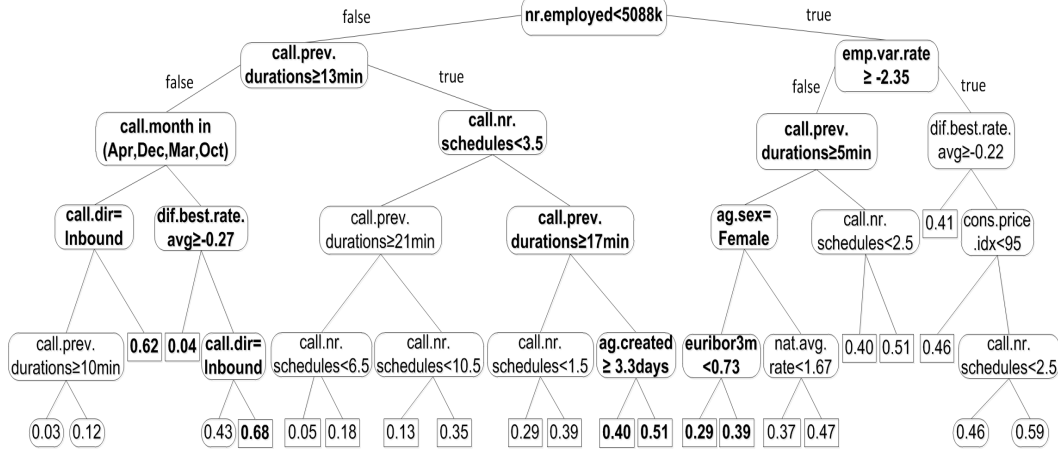 nr.employed<5088k
false
true
call.prev.
durations≥13min
emp.var.rate
≥ -2.35
false
true
false
true
call.month in
(Apr,Dec,Mar,Oct)
call.nr.
schedules<3.5
call.prev.
durations≥5min
dif.best.rate.
avg≥-0.22
call.dir=
Inbound
dif.best.rate.
avg≥-0.27
call.prev.
durations≥21min
call.prev.
durations≥17min
ag.sex=
Female
call.nr.
schedules<2.5
0.41
cons.price
.idx<95
call.prev.
durations≥10min
0.62
0.04
call.dir=
Inbound
call.nr.
schedules<6.5
call.nr.
schedules<10.5
call.nr.
schedules<1.5
ag.created
≥ 3.3days
euribor3m
<0.73
nat.avg.
rate<1.67
0.40
0.51
0.46
call.nr.
schedules<2.5
0.03
0.12
0.43
0.68
0.05
0.18
0.13
0.35
0.29
0.39
0.40
0.51
0.29
0.39
0.37
0.47
0.46
0.59